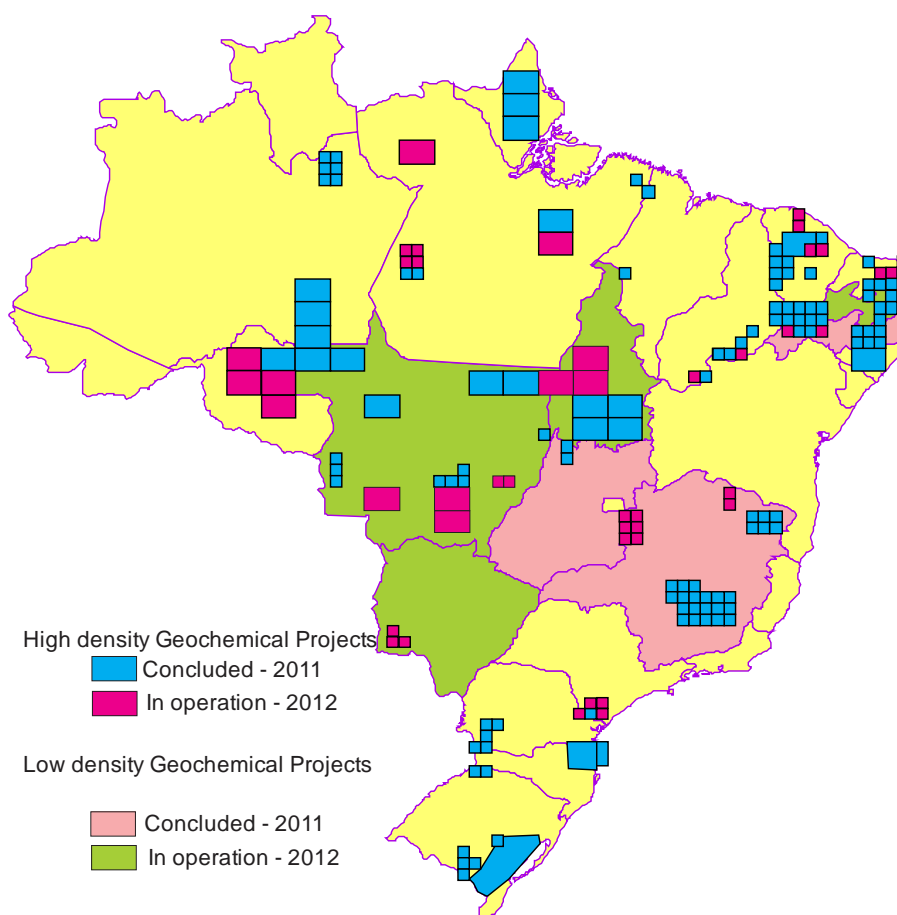 High density Geochemical Projects
Concluded - 2011
In operation - 2012
Low density Geochemical Projects
Concluded - 2011
In operation - 2012